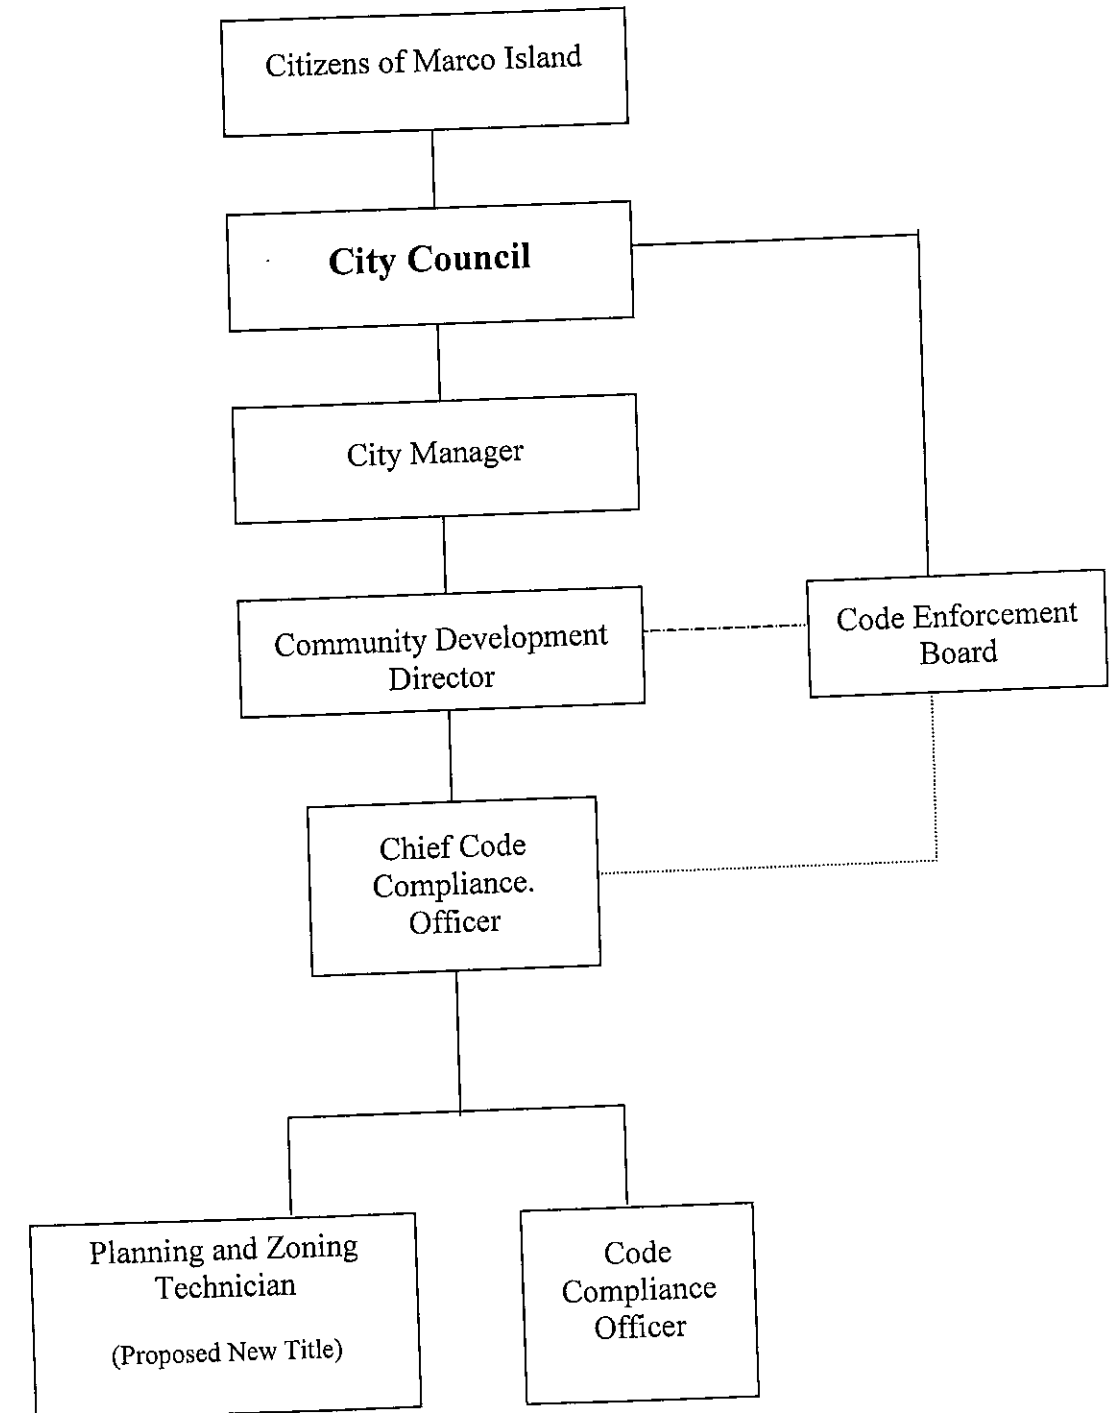 Citizens of Marco Island
City Council
City Manager
Community Development
Director
Code Enforcement
Board
Chief Code
Compliance.
Officer
Planning and Zoning
Technician
(Proposed New Title)
Code
Compliance
Officer